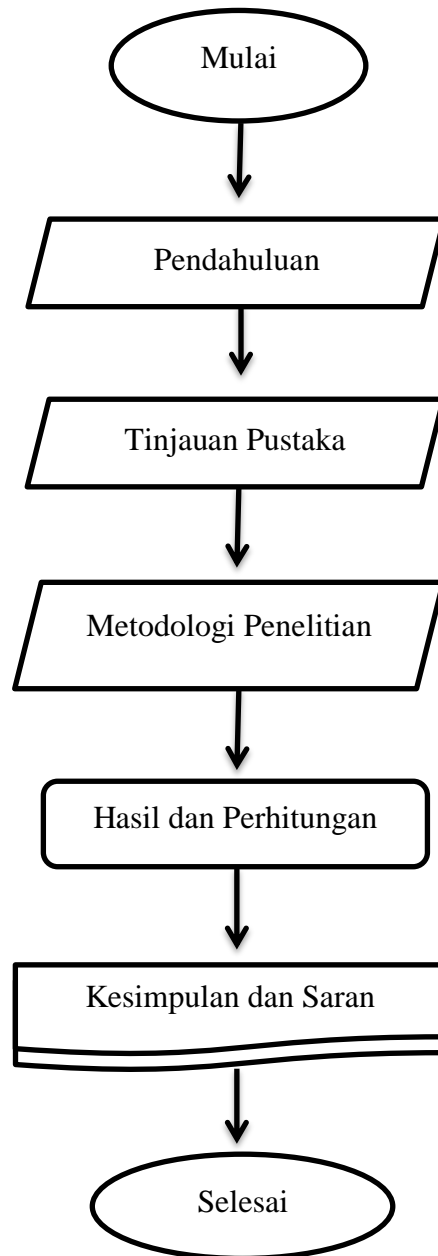 Mulai
Pendahuluan
Tinjauan Pustaka
Metodologi Penelitian
Hasil dan Perhitungan
Kesimpulan dan Saran
Selesai